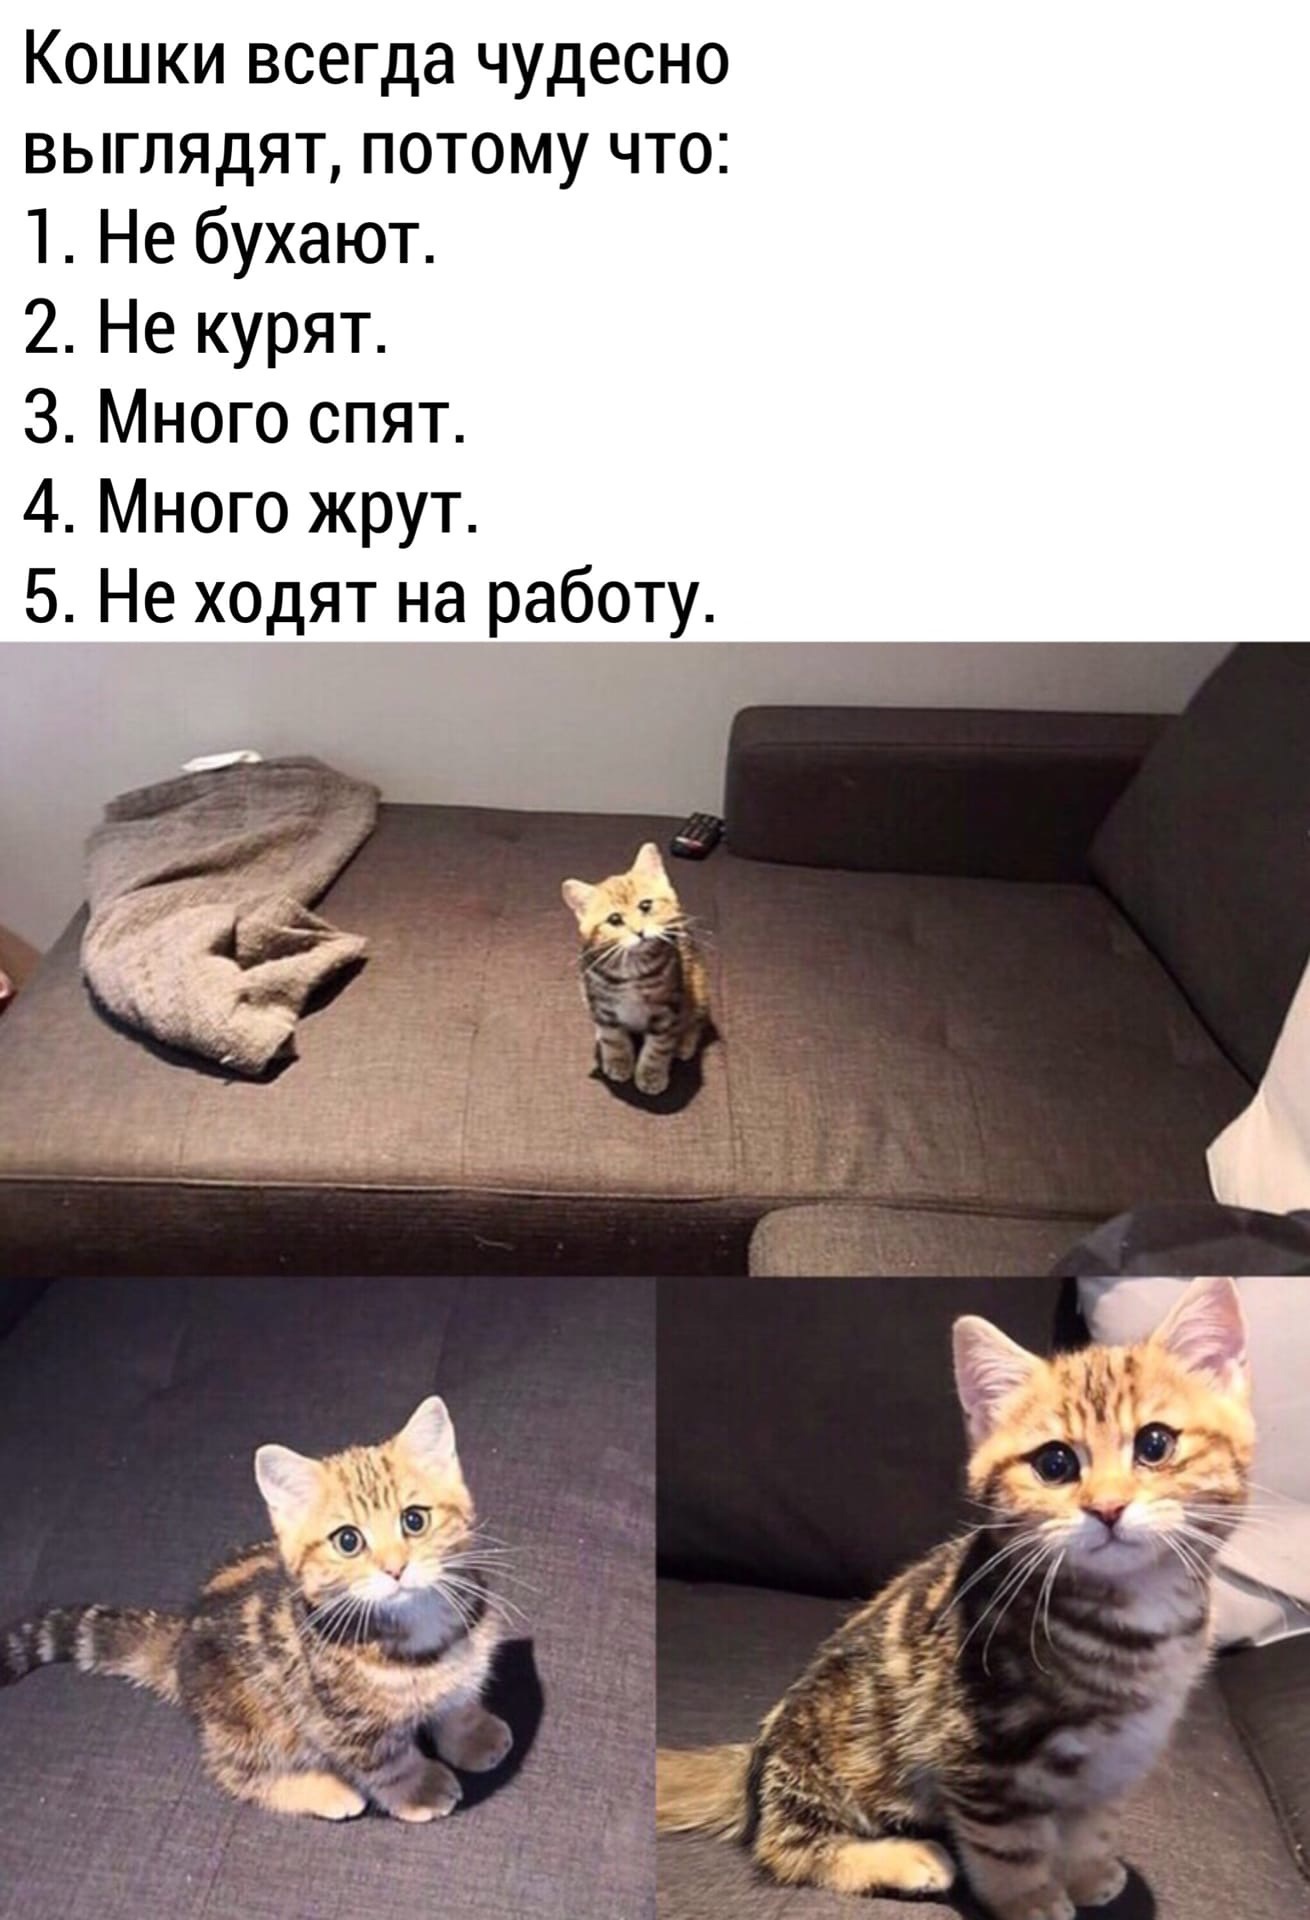 Кошки всегда чудесно
выглядят, потому что:
1. Не бухают.
2. Не курят.
3. Много спят.
4. Много жрут.
5. Не ходят на работу.